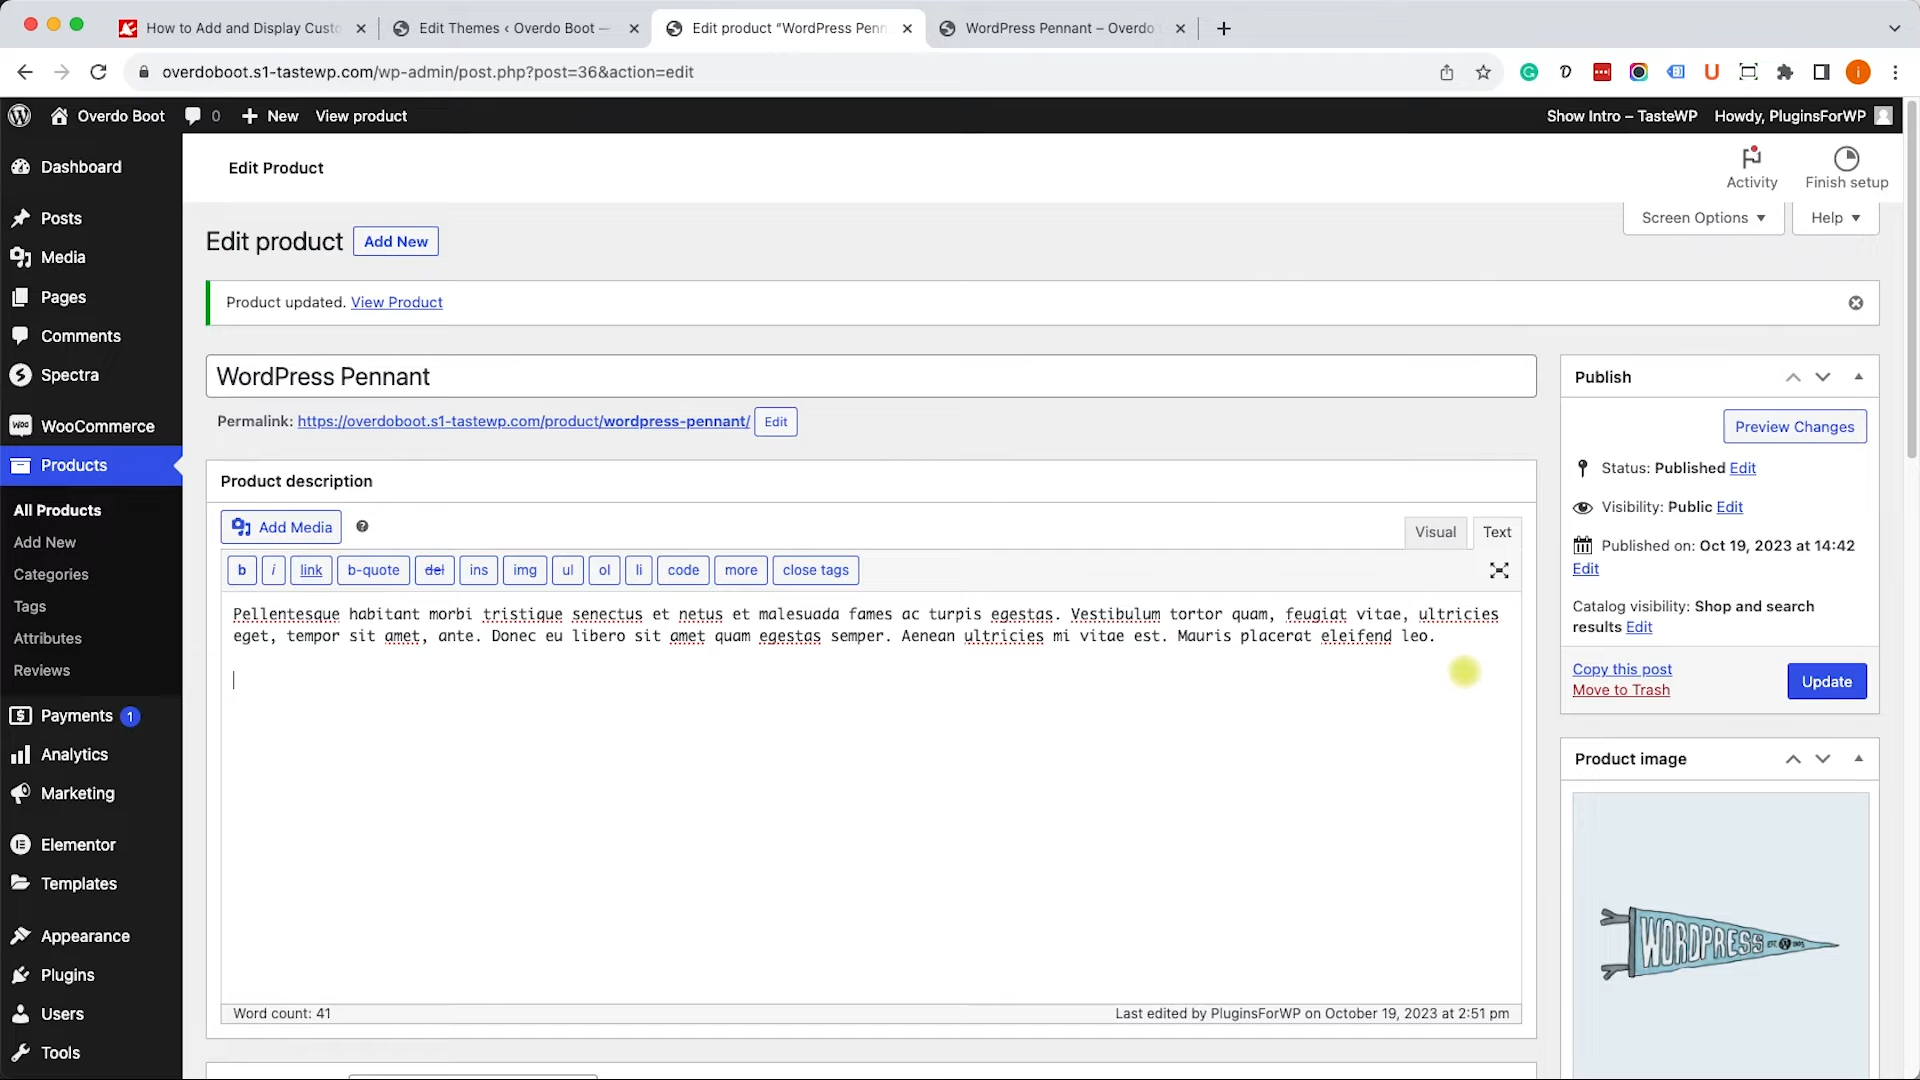 How to Add and Display Custo
Edit Themes ‹ Overdo Boot —
Edit product “WordPress Penn
WordPress Pennant – Overdo
overdoboot.s1-tastewp.com/wp-admin/post.php?post=36&action=edit
Overdo Boot
0
New
View product
Show Intro – TasteWP
Howdy, PluginsForWP
Edit Product
Activity
Finish setup
Screen Options
Help
Dashboard
Posts
Media
Pages
Comments
Spectra
WooCommerce
Products
All Products
Add New
Categories
Tags
Attributes
Reviews
Payments 1
Analytics
Marketing
Elementor
Templates
Appearance
Plugins
Users
Tools
Edit product
Add New
Product updated. View Product
WordPress Pennant
Permalink: https://overdoboot.s1-tastewp.com/product/wordpress-pennant/ Edit
Product description
Add Media
Visual
Text
b i link b-quote del ins img ul ol li code more close tags
Pellentesque habitant morbi tristique senectus et netus et malesuada fames ac turpis egestas. Vestibulum tortor quam, feugiat vitae, ultricies
eget, tempor sit amet, ante. Donec eu libero sit amet quam egestas semper. Aenean ultricies mi vitae est. Mauris placerat eleifend leo.
Word count: 41
Last edited by PluginsForWP on October 19, 2023 at 2:51 pm
Publish
Preview Changes
Status: Published Edit
Visibility: Public Edit
Published on: Oct 19, 2023 at 14:42
Edit
Catalog visibility: Shop and search
results Edit
Copy this post
Move to Trash
Update
Product image
WORDPRESS